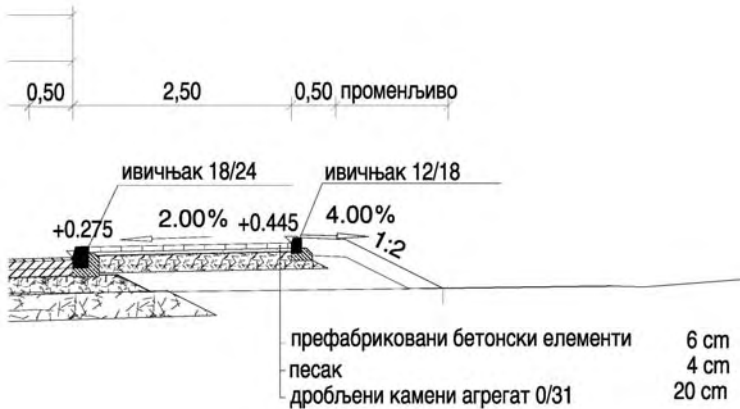 0,50 2,50 0,50 променљиво
ивичњак 18/24 ивичњак 12/18
+0.275 2.00% +0.445 4.00%
1:2
префабриковани бетонски елементи 6 cm
песак 4 cm
дробљени камени агрегат 0/31 20 cm